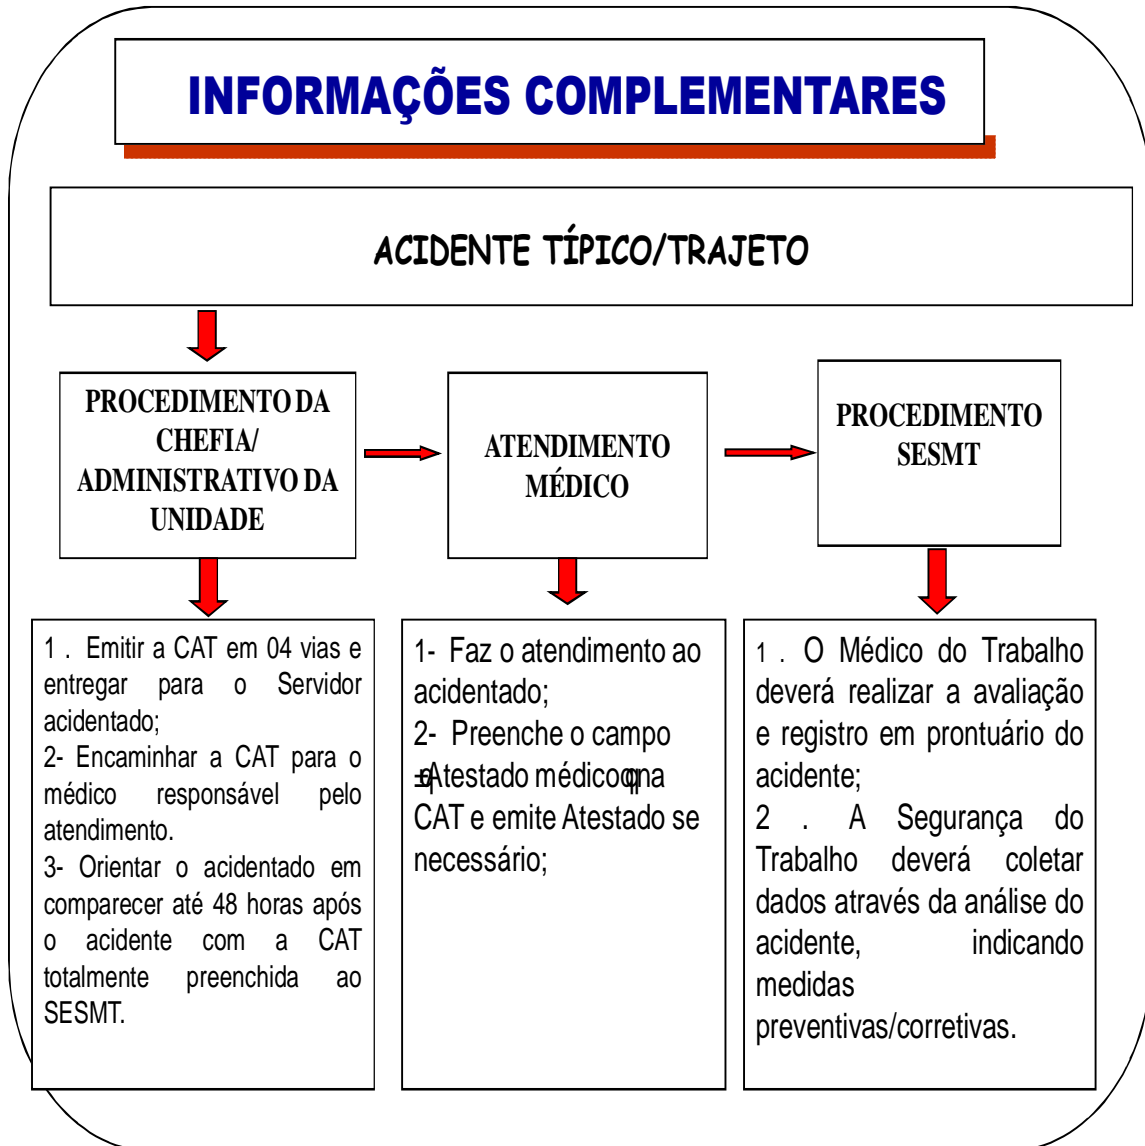 INFORMAÇÕES COMPLEMENTARES
ACIDENTE TÍPICO/TRAJETO
PROCEDIMENTO DA
CHEFIA/
ADMINISTRATIVO DA
UNIDADE
ATENDIMENTO
MÉDICO
PROCEDIMENTO
SESMT
1 . Emitir a CAT em 04 vias e
entregar para o Servidor
acidentado;
2- Encaminhar a CAT para o
médico responsável pelo
atendimento.
3- Orientar o acidentado em
comparecer até 48 horas após
o acidente com a CAT
totalmente preenchida ao
SESMT.
1- Faz o atendimento ao
acidentado;
2- Preenche o campo
Atestado médico na
CAT e emite Atestado se
necessário;
1 . O Médico do Trabalho
deverá realizar a avaliação
e registro em prontuário do
acidente;
2 . A Segurança do
Trabalho deverá coletar
dados através da análise do
acidente, indicando
medidas
preventivas/corretivas.